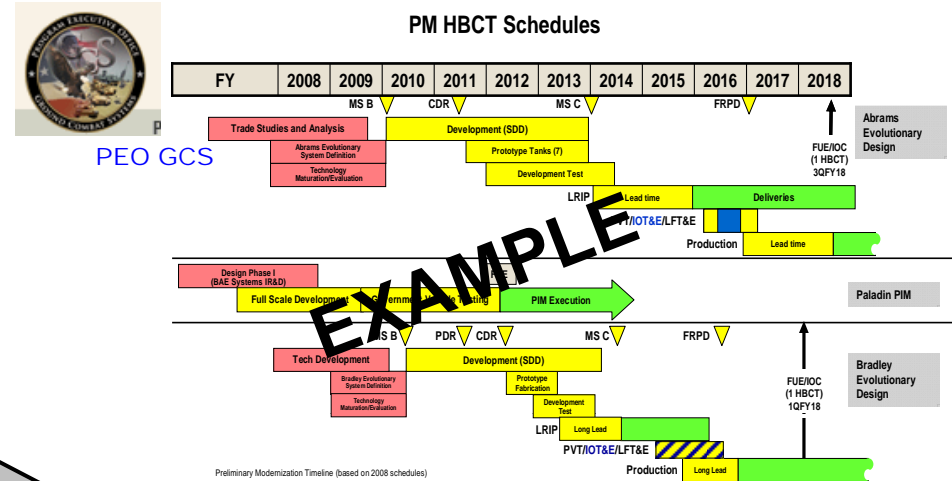 PM HBCT Schedules
PROGRAM EXECUTIVE OFFICE
GROUND COMBAT SYSTEMS
PEO GCS
FY 2008 2009 2010 2011 2012 2013 2014 2015 2016 2017 2018
MS B CDR MS C FRPD
Trade Studies and Analysis
Development (SDD)
Abrams Evolutionary
System Definition
Prototype Tanks (7)
Technology
Maturation/Evaluation
Development Test
FUE/IOC
(1 HBCT)
3QFY18
Abrams
Evolutionary
Design
LRIP Lead time Deliveries
/IOT&E/LFT&E
Production Lead time
EXAMPLE
Design Phase I
(BAE Systems IR&D)
Full Scale Development
Testing
PIM Execution
Paladin PIM
MS B PDR CDR MS C FRPD
Tech Development
Development (SDD)
Bradley Evolutionary
System Definition
Prototype
Fabrication
Technology
Maturation/Evaluation
Development
Test
FUE/IOC
(1 HBCT)
1QFY18
Bradley
Evolutionary
Design
LRIP Long Lead
PVT/IOT&E/LFT&E
Production Long Lead
Preliminary Modernization Timeline (based on 2008 schedules)